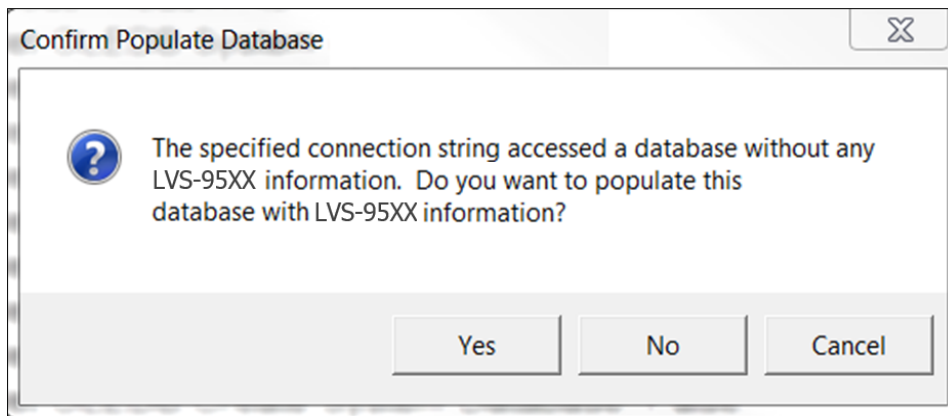 Confirm Populate Database
The specified connection string accessed a database without any
LVS-95XX information. Do you want to populate this
database with LVS-95XX information?
Yes No Cancel